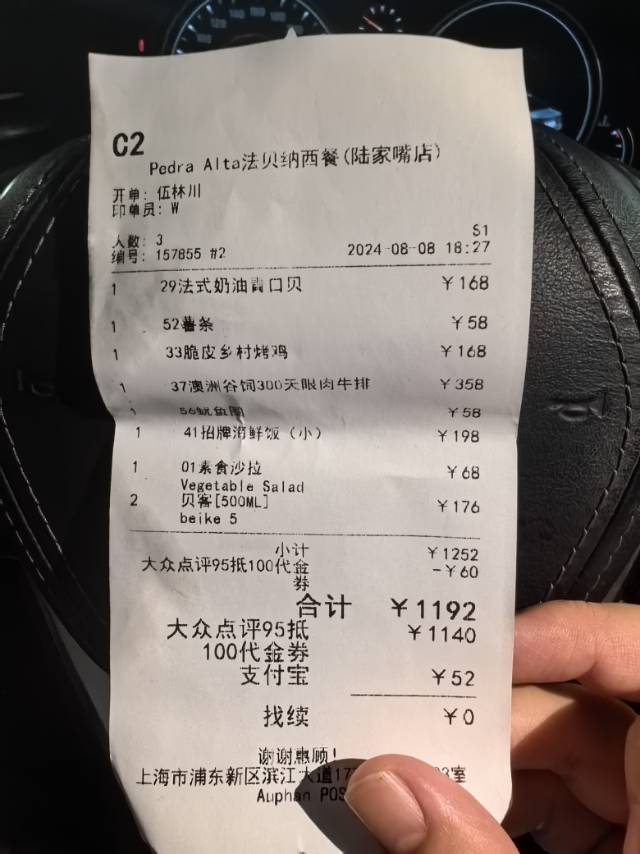 C2
Pedra Alta法贝纳西餐(陆家嘴店)
开单: 伍林川
印单员: W
人数: 3 S1
编号: 157855 #2 2024-08-08 18:27
1 29法式奶油青口贝 ￥168
1 52薯条 ￥58
1 33脆皮乡村烤鸡 ￥168
1 37澳洲谷饲300天眼肉牛排 ￥358
1 56鱿鱼圈 ￥58
1 41招牌海鲜饭（小） ￥198
1 01素食沙拉 ￥68
Vegetable Salad
2 贝客[500ML] ￥176
beike 5
小计 ￥1252
大众点评95抵100代金 -￥60
券
合计 ￥1192
大众点评95抵 ￥1140
100代金券
支付宝 ￥52
找续 ￥0
谢谢惠顾!
上海市浦东新区滨江大道 室
Auphan POS